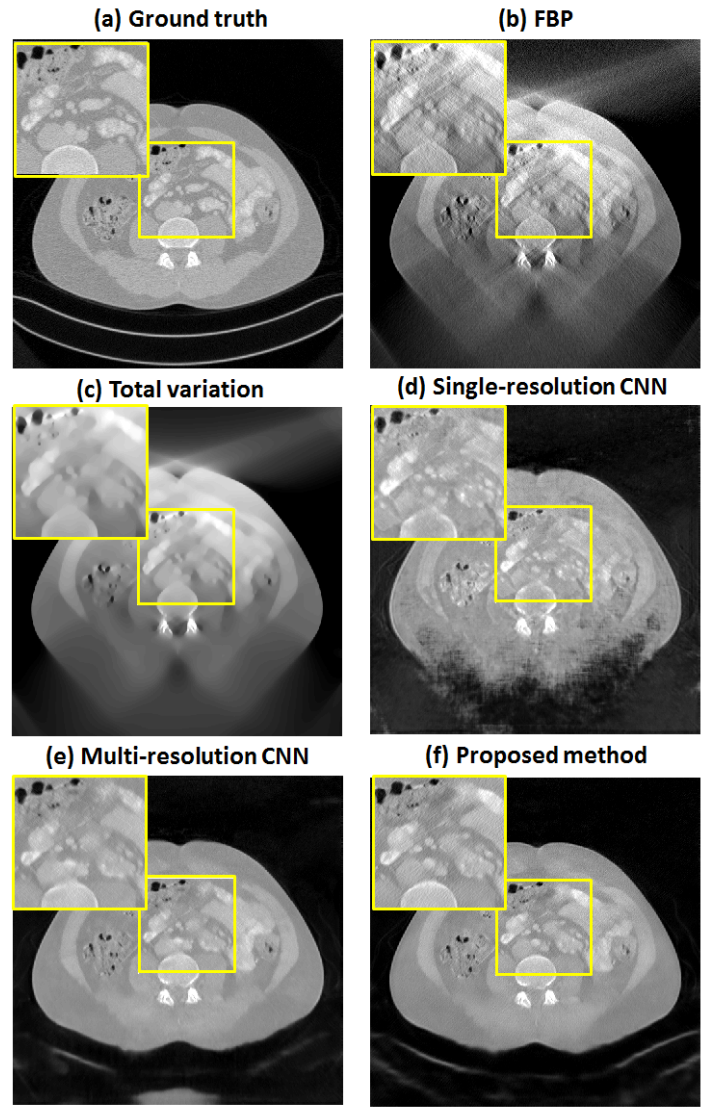 (a) Ground truth
(b) FBP
(c) Total variation
(d) Single-resolution CNN
(e) Multi-resolution CNN
(f) Proposed method